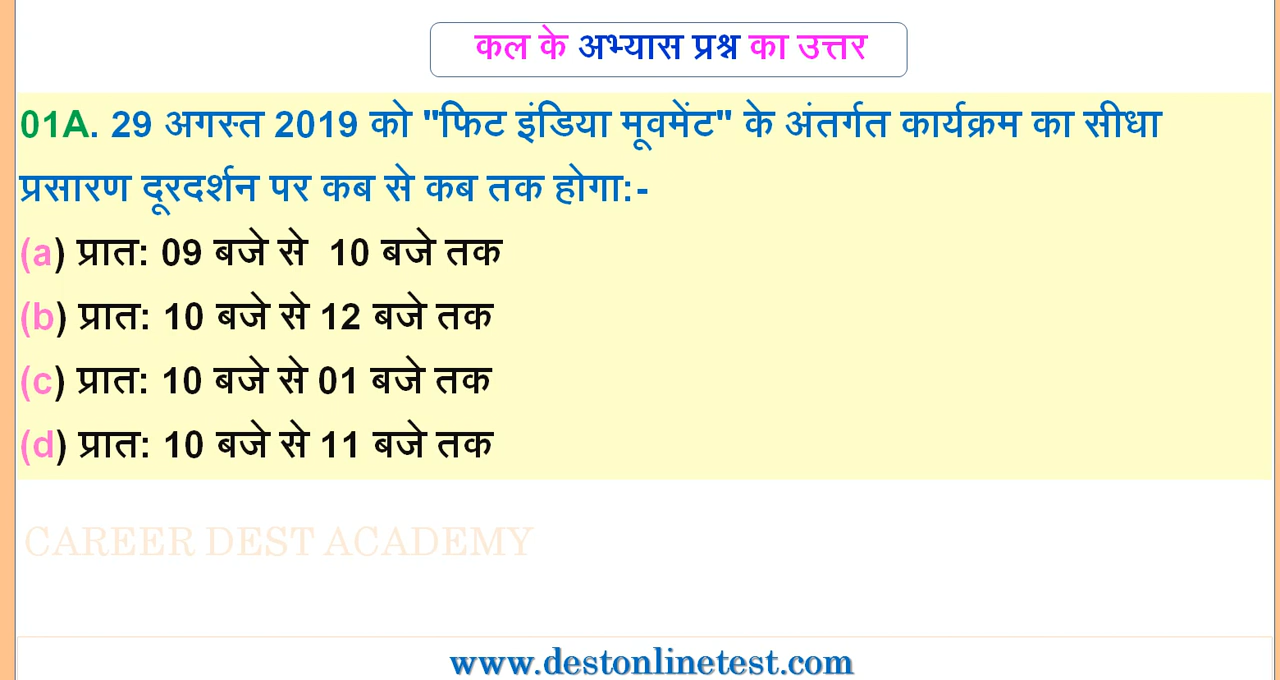 कल के अभ्यास प्रश्न का उत्तर
01A. 29 अगस्त 2019 को "फिट इंडिया मूवमेंट" के अंतर्गत कार्यक्रम का सीधा
प्रसारण दूरदर्शन पर कब से कब तक होगा:-
(a) प्रात: 09 बजे से 10 बजे तक
(b) प्रात: 10 बजे से 12 बजे तक
(c) प्रात: 10 बजे से 01 बजे तक
(d) प्रात: 10 बजे से 11 बजे तक
CAREER DEST ACADEMY
www.destonlinetest.com